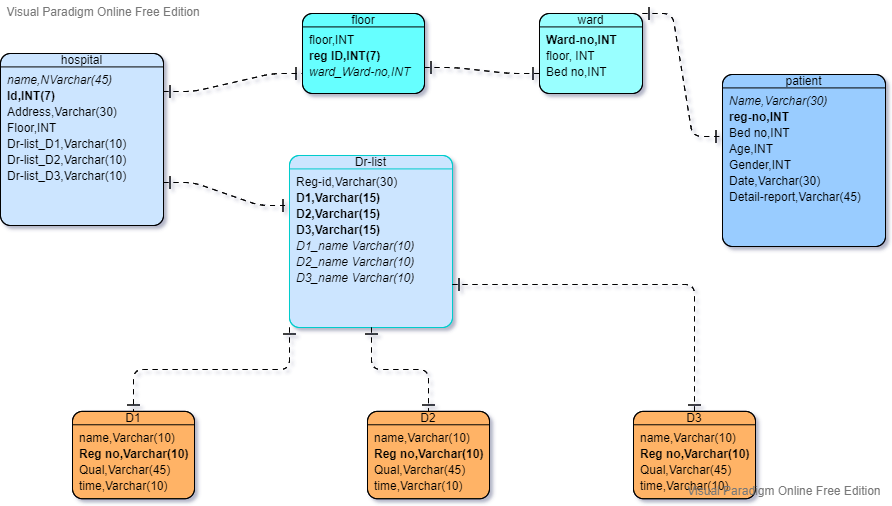 Visual Paradigm Online Free Edition
hospital
name,NVarchar(45)
Id,INT(7)
Address,Varchar(30)
Floor,INT
Dr-list_D1,Varchar(10)
Dr-list_D2,Varchar(10)
Dr-list_D3,Varchar(10)
floor
floor,INT
reg ID,INT(7)
ward_Ward-no,INT
ward
Ward-no,INT
floor, INT
Bed no,INT
patient
Name,Varchar(30)
reg-no,INT
Bed no,INT
Age,INT
Gender,INT
Date,Varchar(30)
Detail-report,Varchar(45)
Dr-list
Reg-id,Varchar(30)
D1,Varchar(15)
D2,Varchar(15)
D3,Varchar(15)
D1_name Varchar(10)
D2_name Varchar(10)
D3_name Varchar(10)
D1
name,Varchar(10)
Reg no,Varchar(10)
Qual,Varchar(45)
time,Varchar(10)
D2
name,Varchar(10)
Reg no,Varchar(10)
Qual,Varchar(45)
time,Varchar(10)
D3
name,Varchar(10)
Reg no,Varchar(10)
Qual,Varchar(45)
time,Varchar(10)
Visual Paradigm Online Free Edition